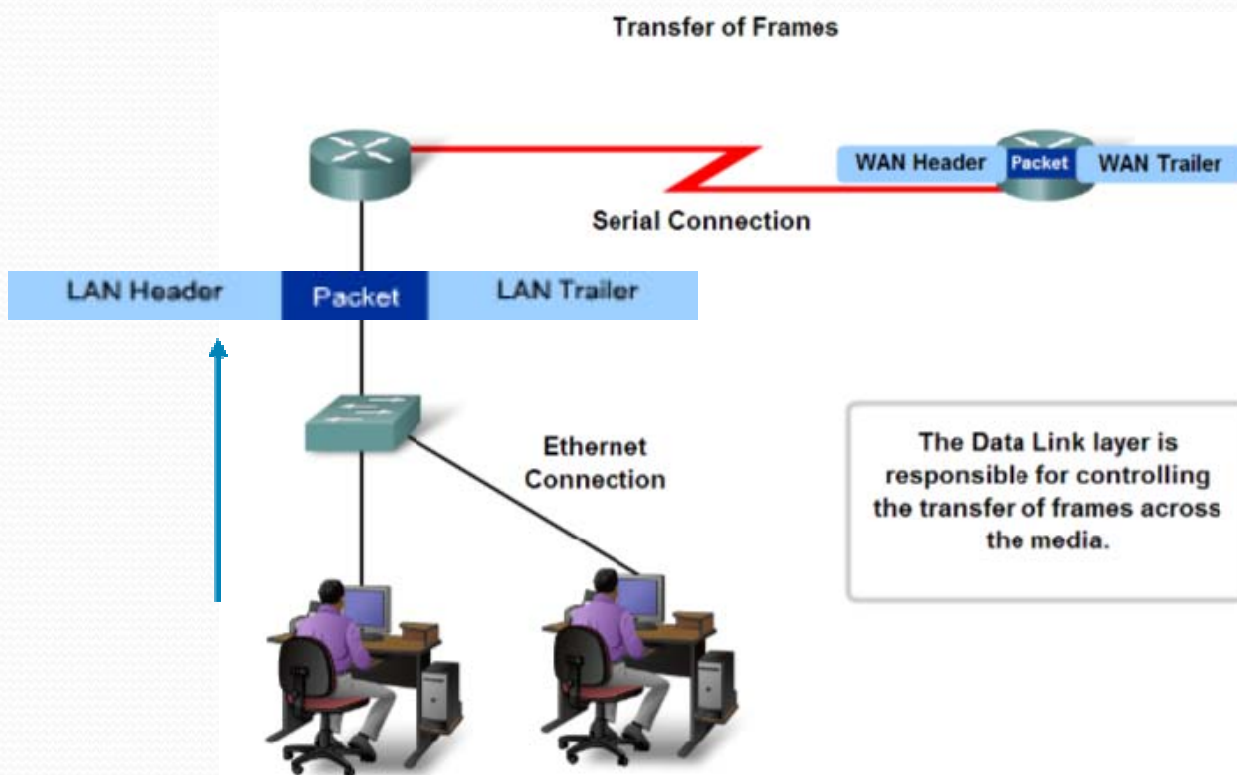 Transfer of Frames
WAN Header Packet WAN Trailer
Serial Connection
LAN Header Packet LAN Trailer
Ethernet
Connection
The Data Link layer is
responsible for controlling
the transfer of frames across
the media.